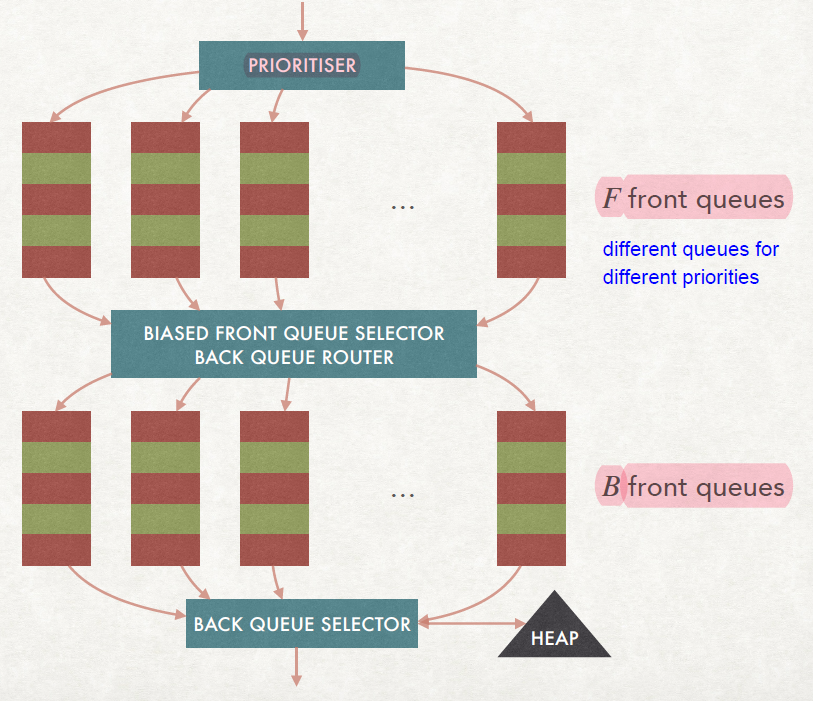 PRIORITISER
...
F front queues
different queues for
different priorities
BIASED FRONT QUEUE SELECTOR
BACK QUEUE ROUTER
...
B front queues
BACK QUEUE SELECTOR
HEAP